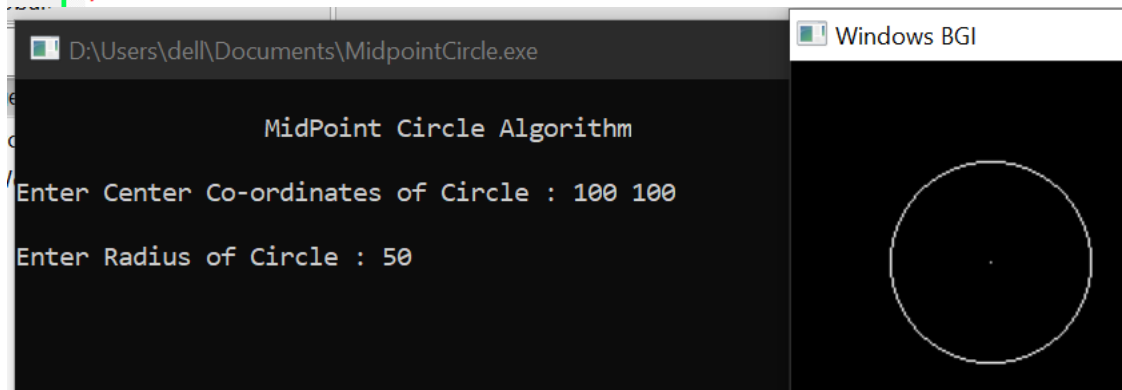 D:\Users\dell\Documents\MidpointCircle.exe
Windows BGI
MidPoint Circle Algorithm
Enter Center Co-ordinates of Circle : 100 100
Enter Radius of Circle : 50